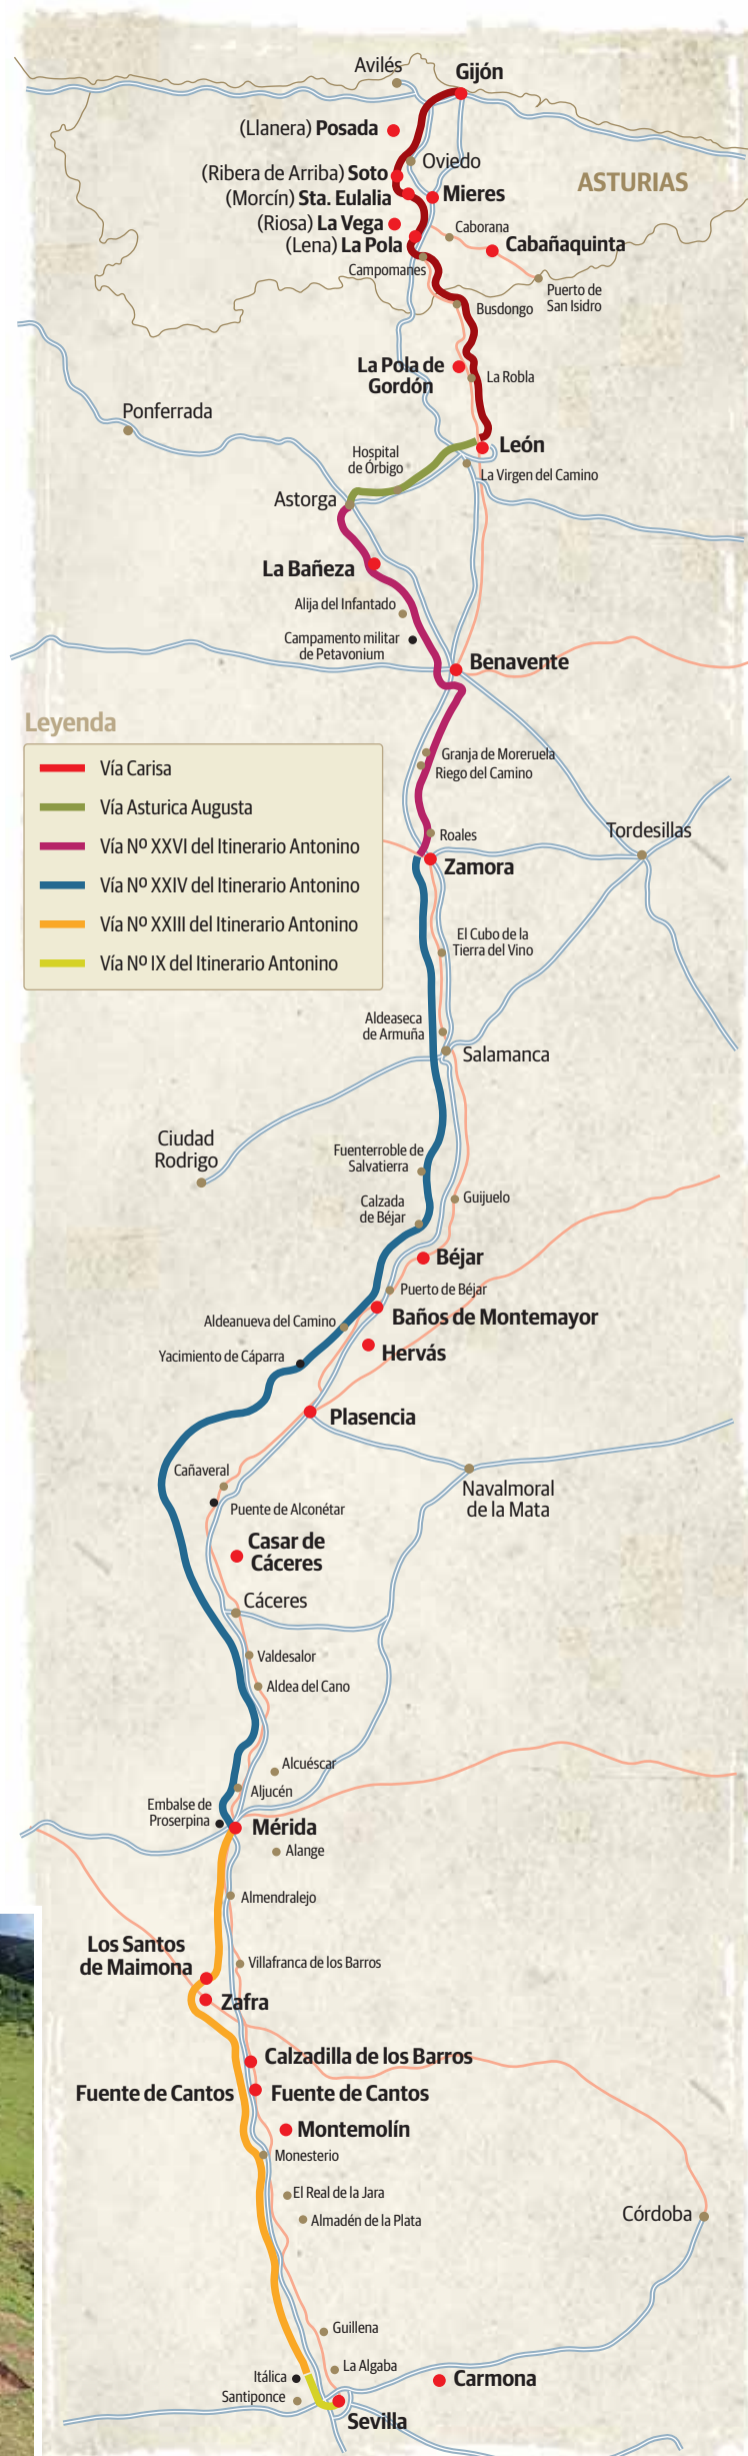 Avilés
Gijón
(Llanera) Posada
Oviedo
(Ribera de Arriba) Soto
ASTURIAS
(Morcín) Sta. Eulalia
Mieres
(Riosa) La Vega
Caborana
(Lena) La Pola
Cabañaquinta
Campomanes
Puerto de
San Isidro
Busdongo
La Pola de
Gordón
La Robla
Ponferrada
León
Hospital
de Órbigo
La Virgen del Camino
Astorga
La Bañeza
Alija del Infantado
Campamento militar
de Petavonium
Benavente
Leyenda
Vía Carisa
Vía Asturica Augusta
Vía Nº XXVI del Itinerario Antonino
Vía Nº XXIV del Itinerario Antonino
Vía Nº XXIII del Itinerario Antonino
Vía Nº IX del Itinerario Antonino
Granja de Moreruela
Riego del Camino
Roales
Tordesillas
Zamora
El Cubo de la
Tierra del Vino
Aldeaseca
de Armuña
Salamanca
Ciudad
Rodrigo
Fuenterroble de
Salvatierra
Guijuelo
Calzada
de Béjar
Béjar
Puerto de Béjar
Baños de Montemayor
Aldeanueva del Camino
Hervás
Yacimiento de Cáparra
Plasencia
Cañaveral
Navalmoral
de la Mata
Puente de Alconétar
Casar de
Cáceres
Cáceres
Valdesalor
Aldea del Cano
Alcuéscar
Aljucén
Embalse de
Proserpina
Mérida
Alange
Almendralejo
Los Santos
de Maimona
Villafranca de los Barros
Zafra
Calzadilla de los Barros
Fuente de Cantos
Fuente de Cantos
Montemolín
Monesterio
El Real de la Jara
Córdoba
Almadén de la Plata
Guillena
La Algaba
Itálica
Carmona
Santiponce
Sevilla